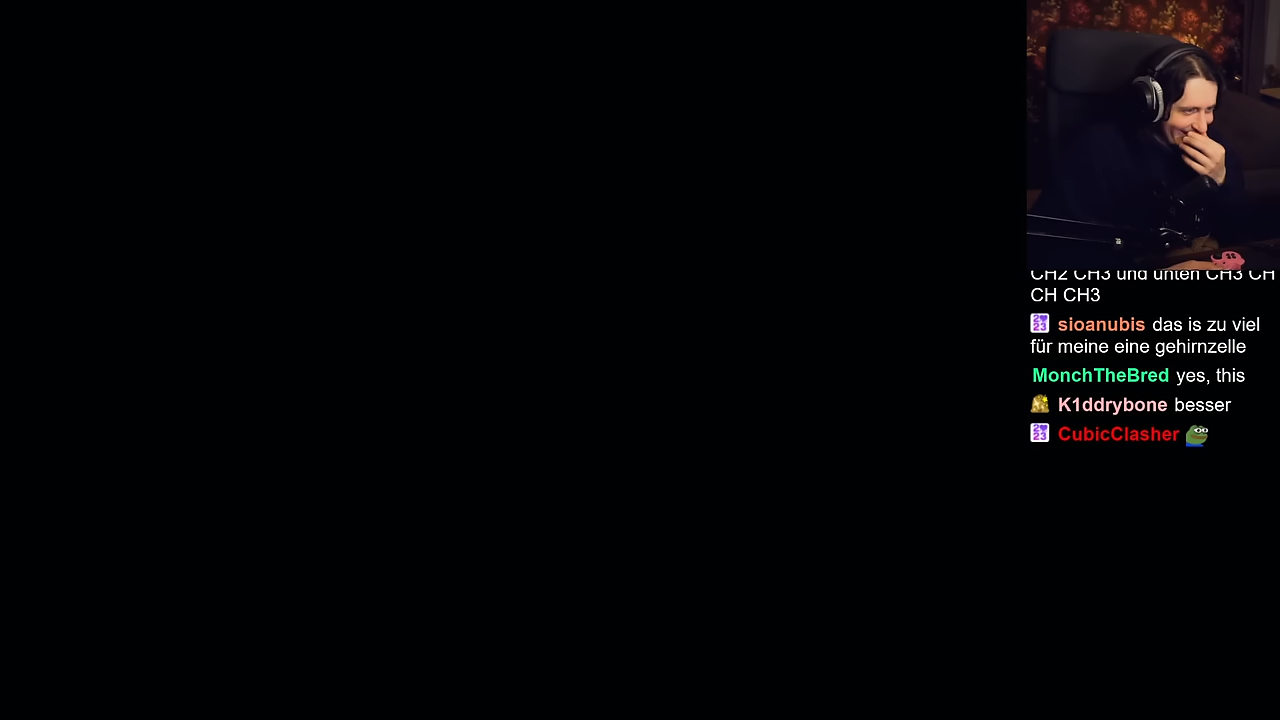 CH2 CH3 und unten CH3 CH
CH CH3
sioanubis das is zu viel
für meine eine gehirnzelle
MonchTheBred yes, this
K1ddrybone besser
CubicClasher